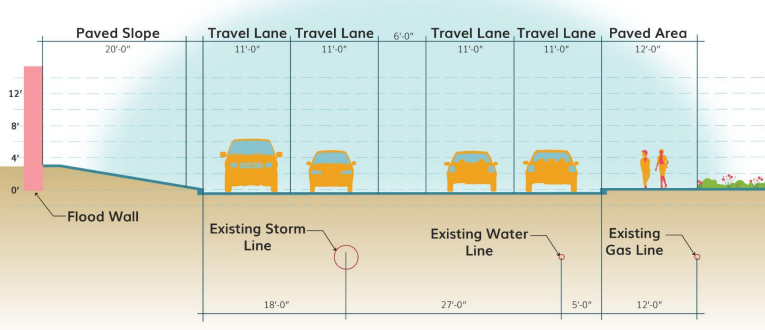 Paved Slope
Travel Lane
Travel Lane
Travel Lane
Travel Lane
Paved Area
20'-0"
11'-0"
11'-0"
6'-0"
11'-0"
11'-0"
12'-0"
12'
8'
4'
0'
Flood Wall
Existing Storm
Line
Existing Water
Line
Existing
Gas Line
18'-0"
27'-0"
5'-0"
12'-0"